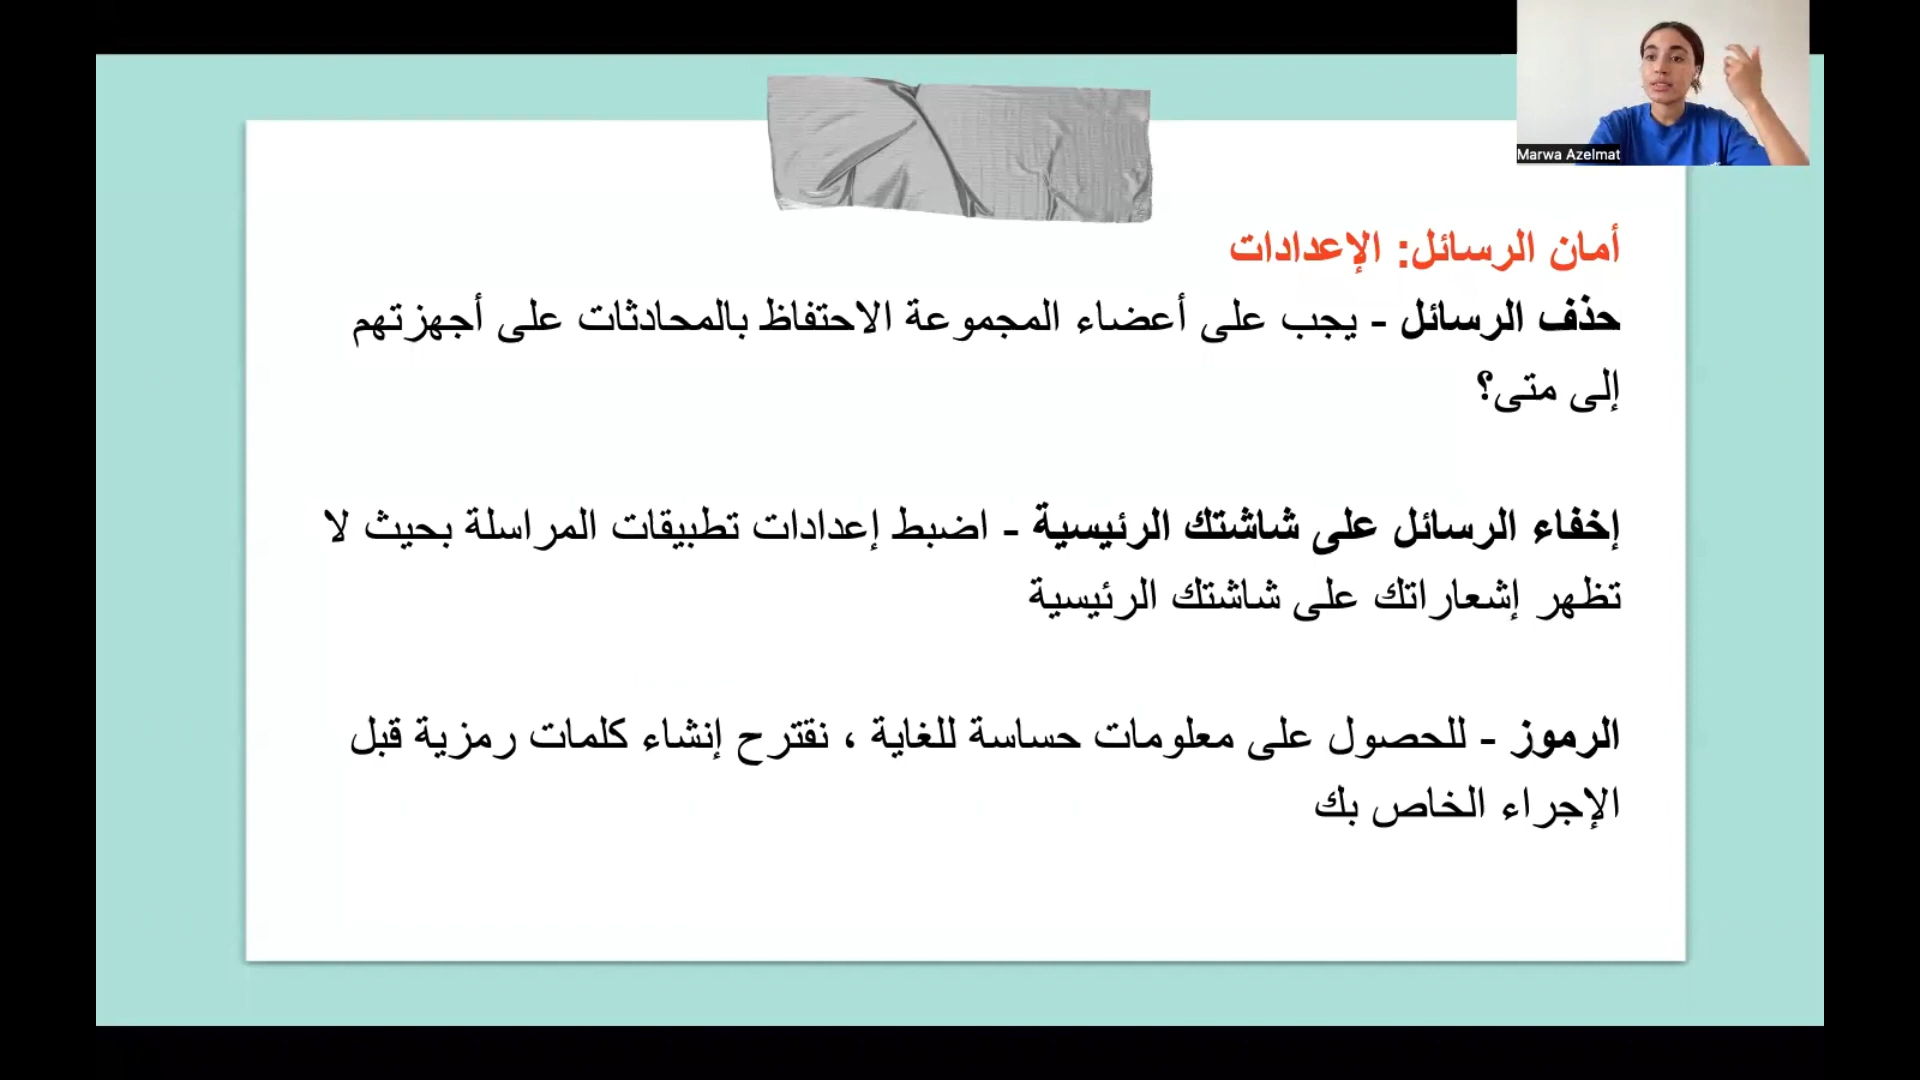 Marwa Azelmat
أمان الرسائل: الإعدادات
حذف الرسائل - يجب على أعضاء المجموعة الاحتفاظ بالمحادثات على أجهزتهم
إلى متى؟
إخفاء الرسائل على شاشتك الرئيسية - اضبط إعدادات تطبيقات المراسلة بحيث لا
تظهر إشعاراتك على شاشتك الرئيسية
الرموز - للحصول على معلومات حساسة للغاية ، نقترح إنشاء كلمات رمزية قبل
الإجراء الخاص بك